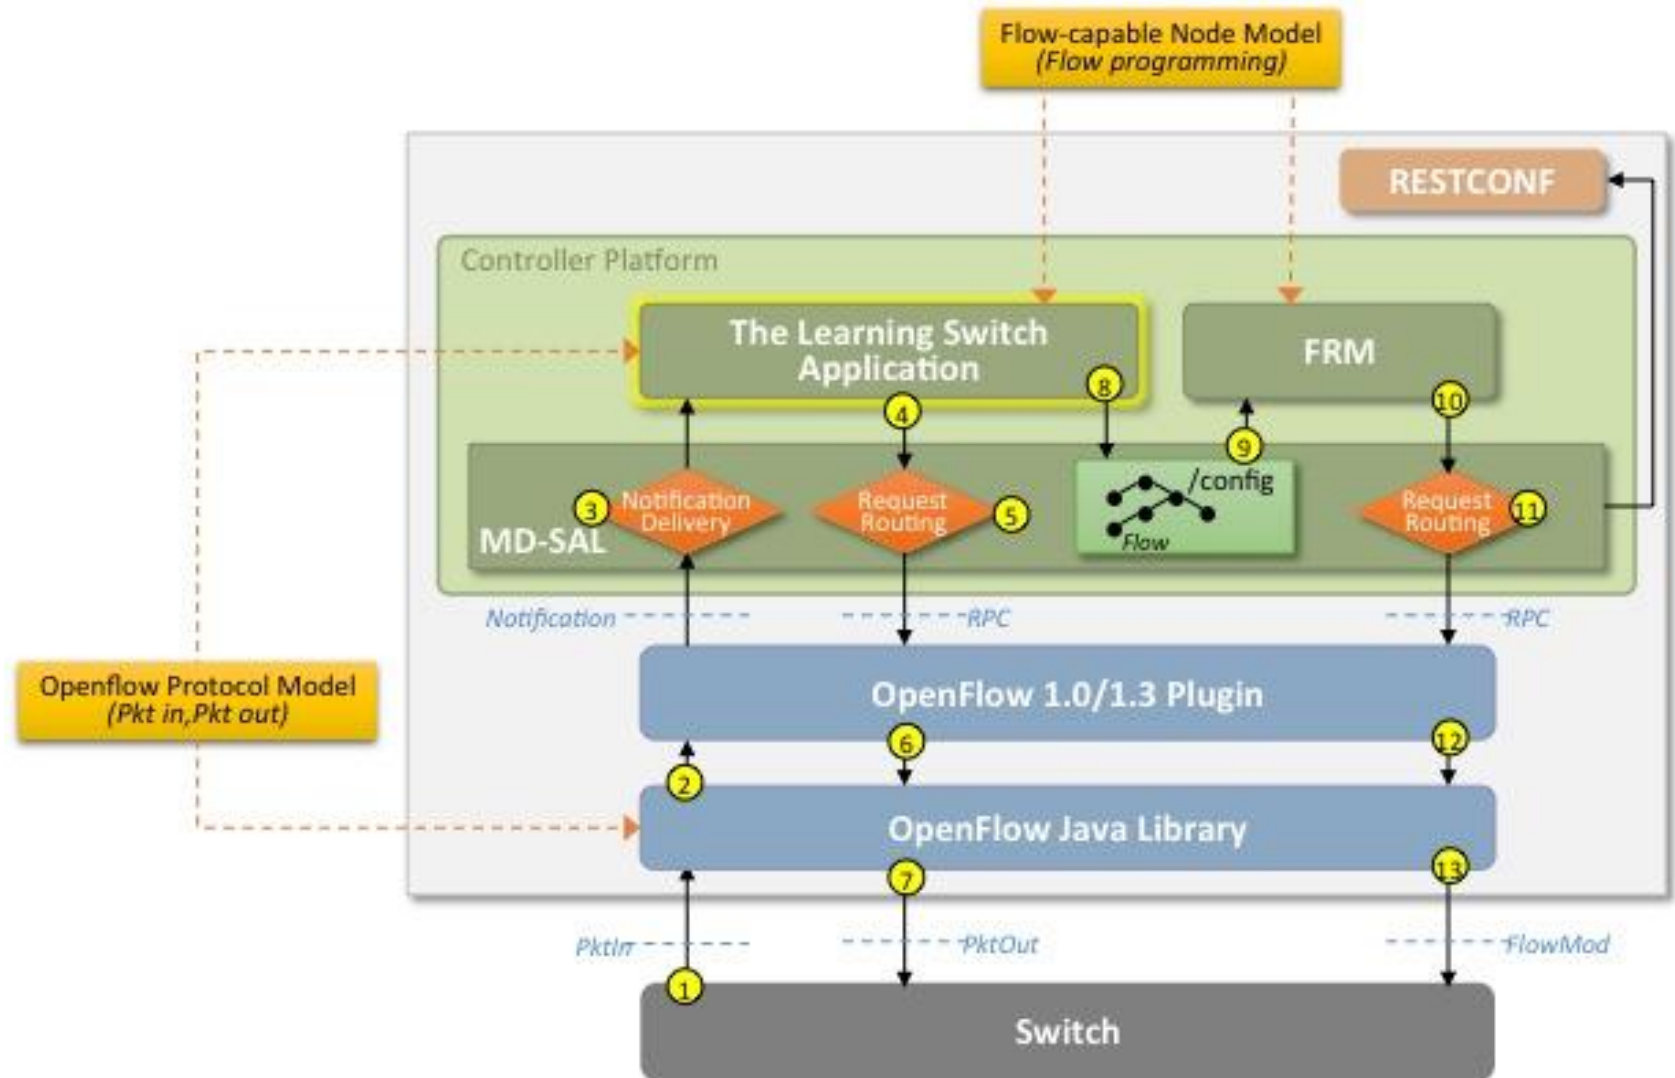 Flow-capable Node Model
(Flow programming)
RESTCONF
Controller Platform
The Learning Switch
Application
FRM
8
4
10
9
/config
Notification
Delivery
3
Request
Routing
5
Flow
Request
Routing
11
MD-SAL
Notification
RPC
RPC
Openflow Protocol Model
(Pkt in,Pkt out)
OpenFlow 1.0/1.3 Plugin
6
12
2
OpenFlow Java Library
7
13
PktIn
PktOut
FlowMod
1
Switch